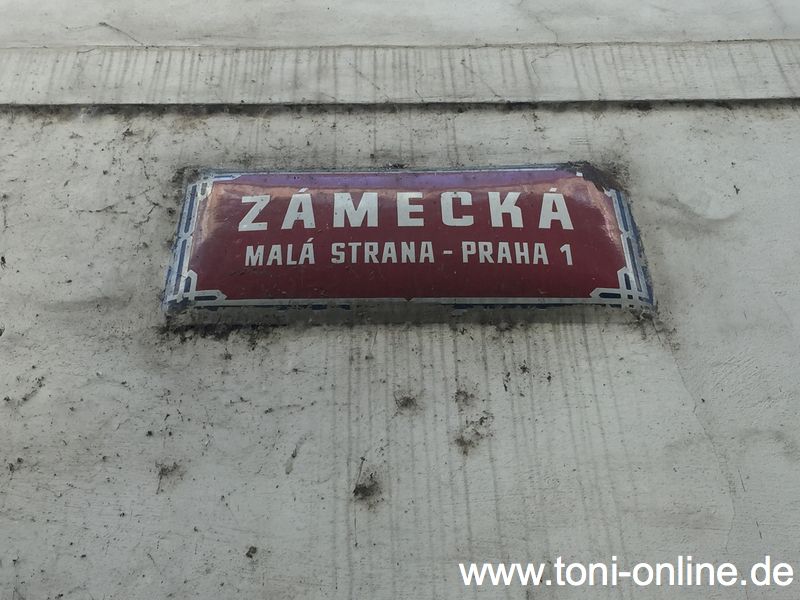 ZÁMECKÁ
MALÁ STRANA - PRAHA 1
www.toni-online.de